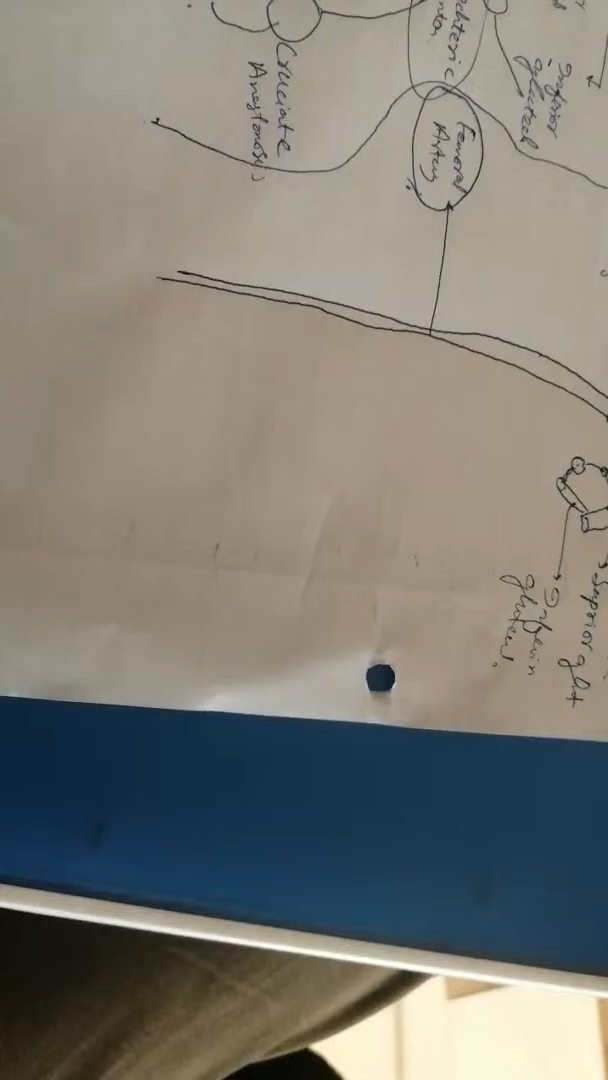 Inferior
gluteal
Femoral
Artery
Cruciate
Anastomosis
Superior glut
Inferior
gluteal